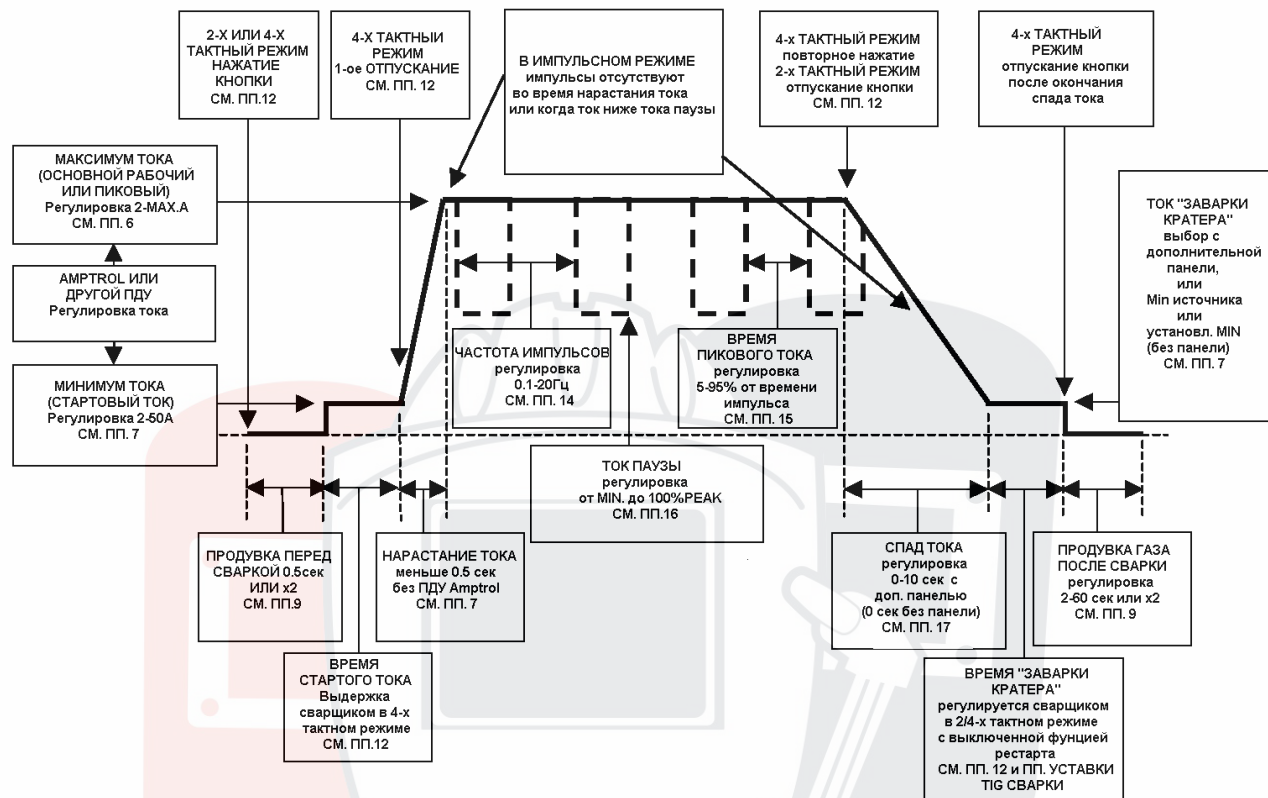 2-Х ИЛИ 4-Х
ТАКТНЫЙ РЕЖИМ
НАЖАТИЕ
КНОПКИ
СМ. ПП.12
4-Х ТАКТНЫЙ
РЕЖИМ
1-ое ОТПУСКАНИЕ
СМ. ПП. 12
В ИМПУЛЬСНОМ РЕЖИМЕ
импульсы отсутствуют
во время нарастания тока
или когда ток ниже тока паузы
4-х ТАКТНЫЙ РЕЖИМ
повторное нажатие
2-х ТАКТНЫЙ РЕЖИМ
отпускание кнопки
СМ. ПП. 12
4-х ТАКТНЫЙ
РЕЖИМ
отпускание кнопки
после окончания
спада тока
МАКСИМУМ ТОКА
(ОСНОВНОЙ РАБОЧИЙ
ИЛИ ПИКОВЫЙ)
Регулировка 2-MAX.А
СМ. ПП. 6
AMPTROL ИЛИ
ДРУГОЙ ПДУ
Регулировка тока
МИНИМУМ ТОКА
(СТАРТОВЫЙ ТОК)
Регулировка 2-50А
СМ. ПП. 7
ТОК "ЗАВАРКИ
КРАТЕРА"
выбор с
дополнительной
панели,
или
Min источника
или
установл. MIN
(без панели)
СМ. ПП. 7
ЧАСТОТА ИМПУЛЬСОВ
регулировка
0.1-20Гц
СМ. ПП. 14
ВРЕМЯ
ПИКОВОГО ТОКА
регулировка
5-95% от времени
импульса
СМ. ПП. 15
ТОК ПАУЗЫ
регулировка
от MIN. до 100%PEAK
СМ. ПП.16
ПРОДУВКА ПЕРЕД
СВАРКОЙ 0.5сек
ИЛИ х2
СМ. ПП.9
НАРАСТАНИЕ ТОКА
меньше 0.5 сек
без ПДУ Amptrol
СМ. ПП. 7
СПАД ТОКА
регулировка
0-10 сек с
доп. панелью
(0 сек без панели)
СМ. ПП. 17
ПРОДУВКА ГАЗА
ПОСЛЕ СВАРКИ
регулировка
2-60 сек или х2
СМ. ПП. 9
ВРЕМЯ
СТАРТОГО ТОКА
Выдержка
сварщиком в 4-х
тактном режиме
СМ. ПП.12
ВРЕМЯ "ЗАВАРКИ
КРАТЕРА"
регулируется сварщиком
в 2/4-х тактном режиме
с выключенной фунцией
рестарта
СМ. ПП. 12 и ПП. УСТАВКИ
TIG СВАРКИ